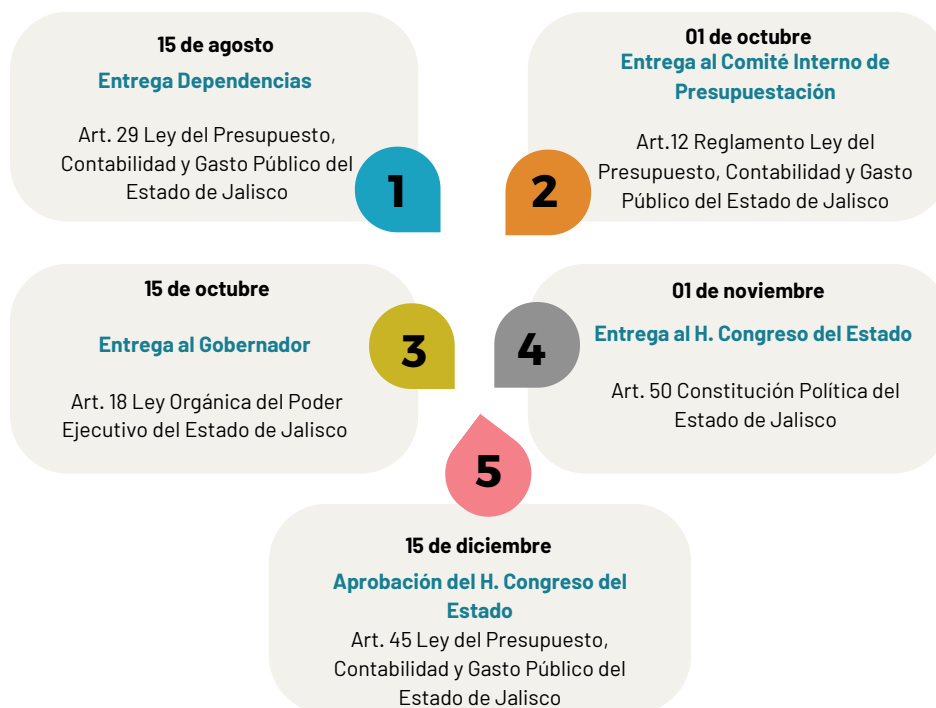 15 de agosto
Entrega Dependencias
Art. 29 Ley del Presupuesto,
Contabilidad y Gasto Público del
Estado de Jalisco
1
01 de octubre
Entrega al Comité Interno de
Presupuestación
Art.12 Reglamento Ley del
Presupuesto, Contabilidad y Gasto
Público del Estado de Jalisco
2
15 de octubre
Entrega al Gobernador
Art. 18 Ley Orgánica del Poder
Ejecutivo del Estado de Jalisco
3
01 de noviembre
Entrega al H. Congreso del Estado
Art. 50 Constitución Política del
Estado de Jalisco
4
5
15 de diciembre
Aprobación del H. Congreso del
Estado
Art. 45 Ley del Presupuesto,
Contabilidad y Gasto Público del
Estado de Jalisco